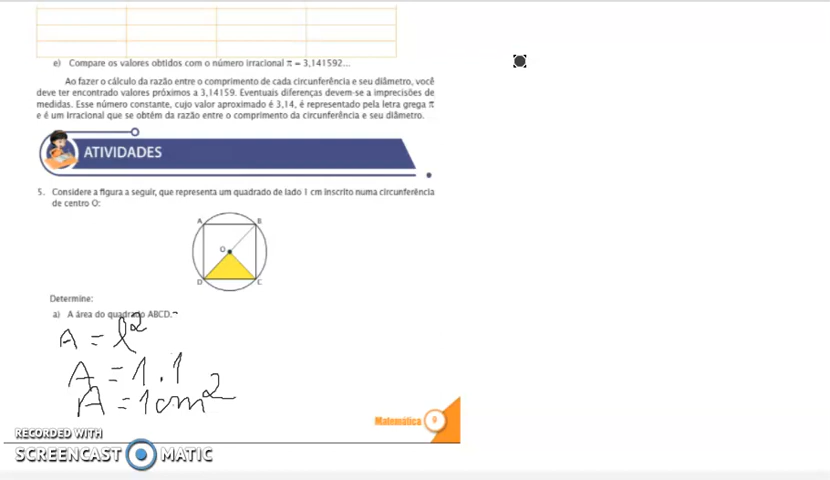 e) Compare os valores obtidos com o número irracional π = 3,141592...
Ao fazer o cálculo da razão entre o comprimento de cada circunferência e seu diâmetro, você
deve ter encontrado valores próximos a 3,14159. Eventuais diferenças devem-se a imprecisões de
medidas. Esse número constante, cujo valor aproximado é 3,14, é representado pela letra grega π
e é um irracional que se obtém da razão entre o comprimento da circunferência e seu diâmetro.
ATIVIDADES
5. Considere a figura a seguir, que representa um quadrado de lado 1 cm inscrito numa circunferência
de centro O:
A B
O
D C
Determine:
a) A área do quadrado ABCD.
A = l²
A = 1.1
A = 1cm²
Matemática 9
RECORDED WITH
SCREENCAST MATIC